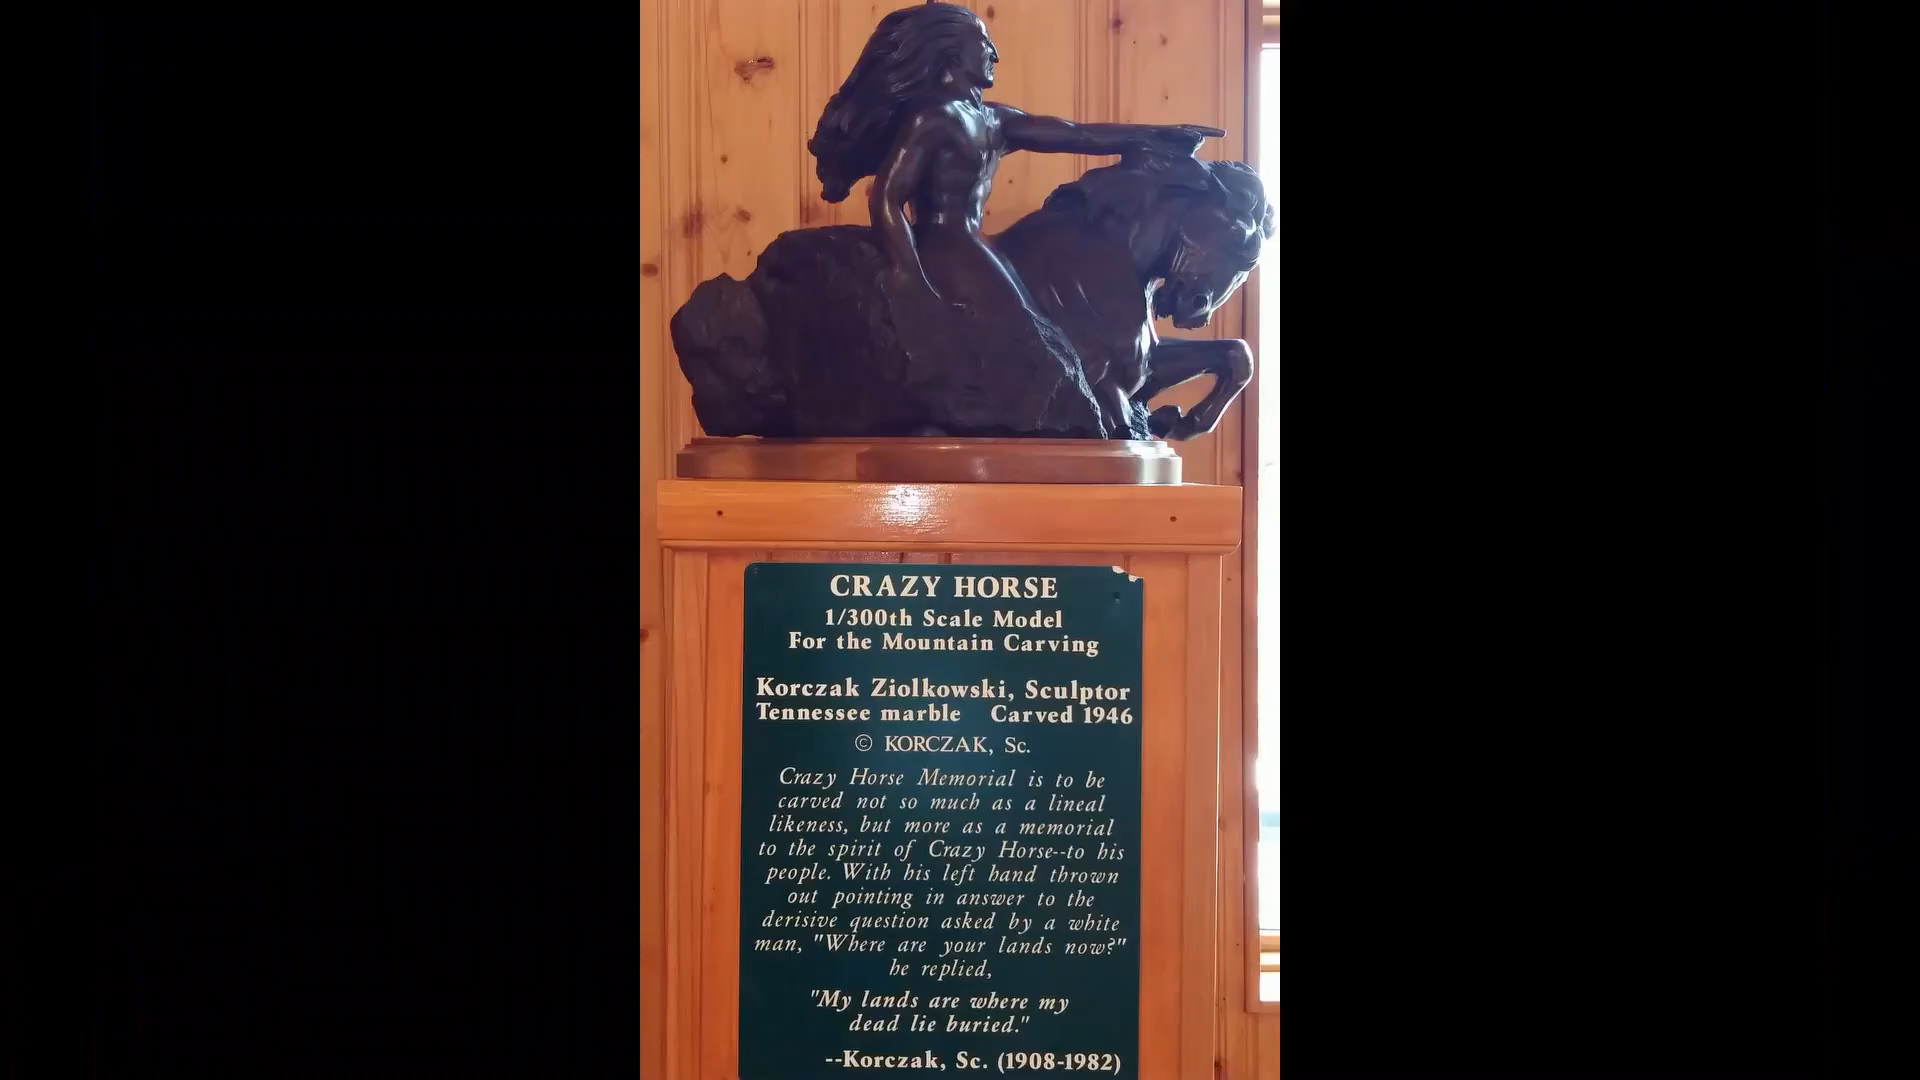 CRAZY HORSE
1/300th Scale Model
For the Mountain Carving
Korczak Ziolkowski, Sculptor
Tennessee marble Carved 1946
© KORCZAK, Sc.
Crazy Horse Memorial is to be
carved not so much as a lineal
likeness, but more as a memorial
to the spirit of Crazy Horse--to his
people. With his left hand thrown
out pointing in answer to the
derisive question asked by a white
man, "Where are your lands now?"
he replied,
"My lands are where my
dead lie buried."
--Korczak, Sc. (1908-1982)